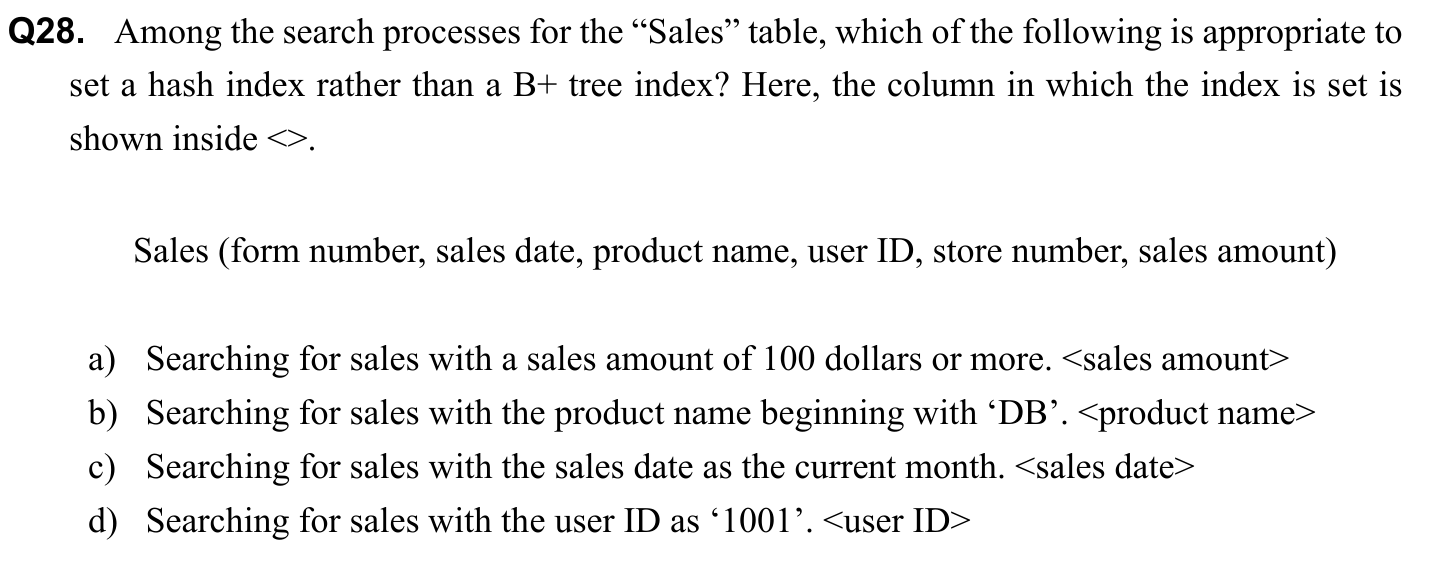 Q28. Among the search processes for the “Sales” table, which of the following is appropriate to
set a hash index rather than a B+ tree index? Here, the column in which the index is set is
shown inside <>.
Sales (form number, sales date, product name, user ID, store number, sales amount)
a) Searching for sales with a sales amount of 100 dollars or more. <sales amount>
b) Searching for sales with the product name beginning with ‘DB’. <product name>
c) Searching for sales with the sales date as the current month. <sales date>
d) Searching for sales with the user ID as ‘1001’. <user ID>